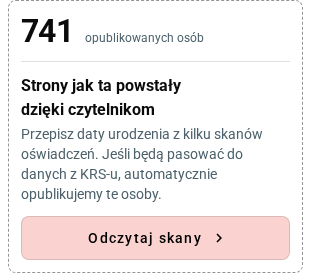 741 opublikowanych osób
Strony jak ta powstały
dzięki czytelnikom
Przepisz daty urodzenia z kilku skanów
oświadczeń. Jeśli będą pasować do
danych z KRS-u, automatycznie
opublikujemy te osoby.
Odczytaj skany